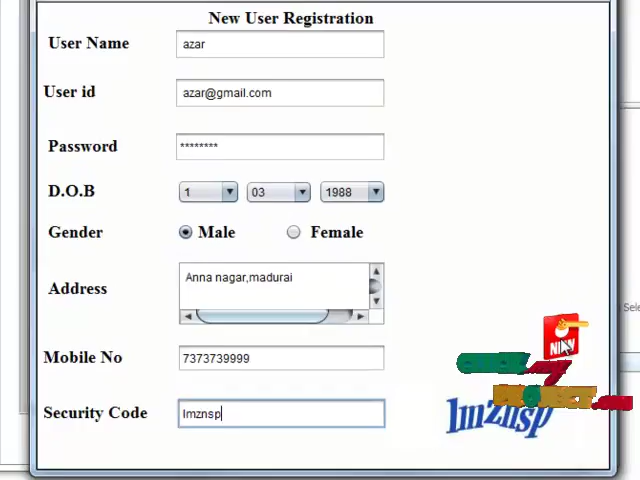 New User Registration
User Name azar
User id azar@gmail.com
Password ********
D.O.B 1 03 1988
Gender Male Female
Address Anna nagar,madurai
Mobile No 7373739999
Security Code lmznsp lmznsp